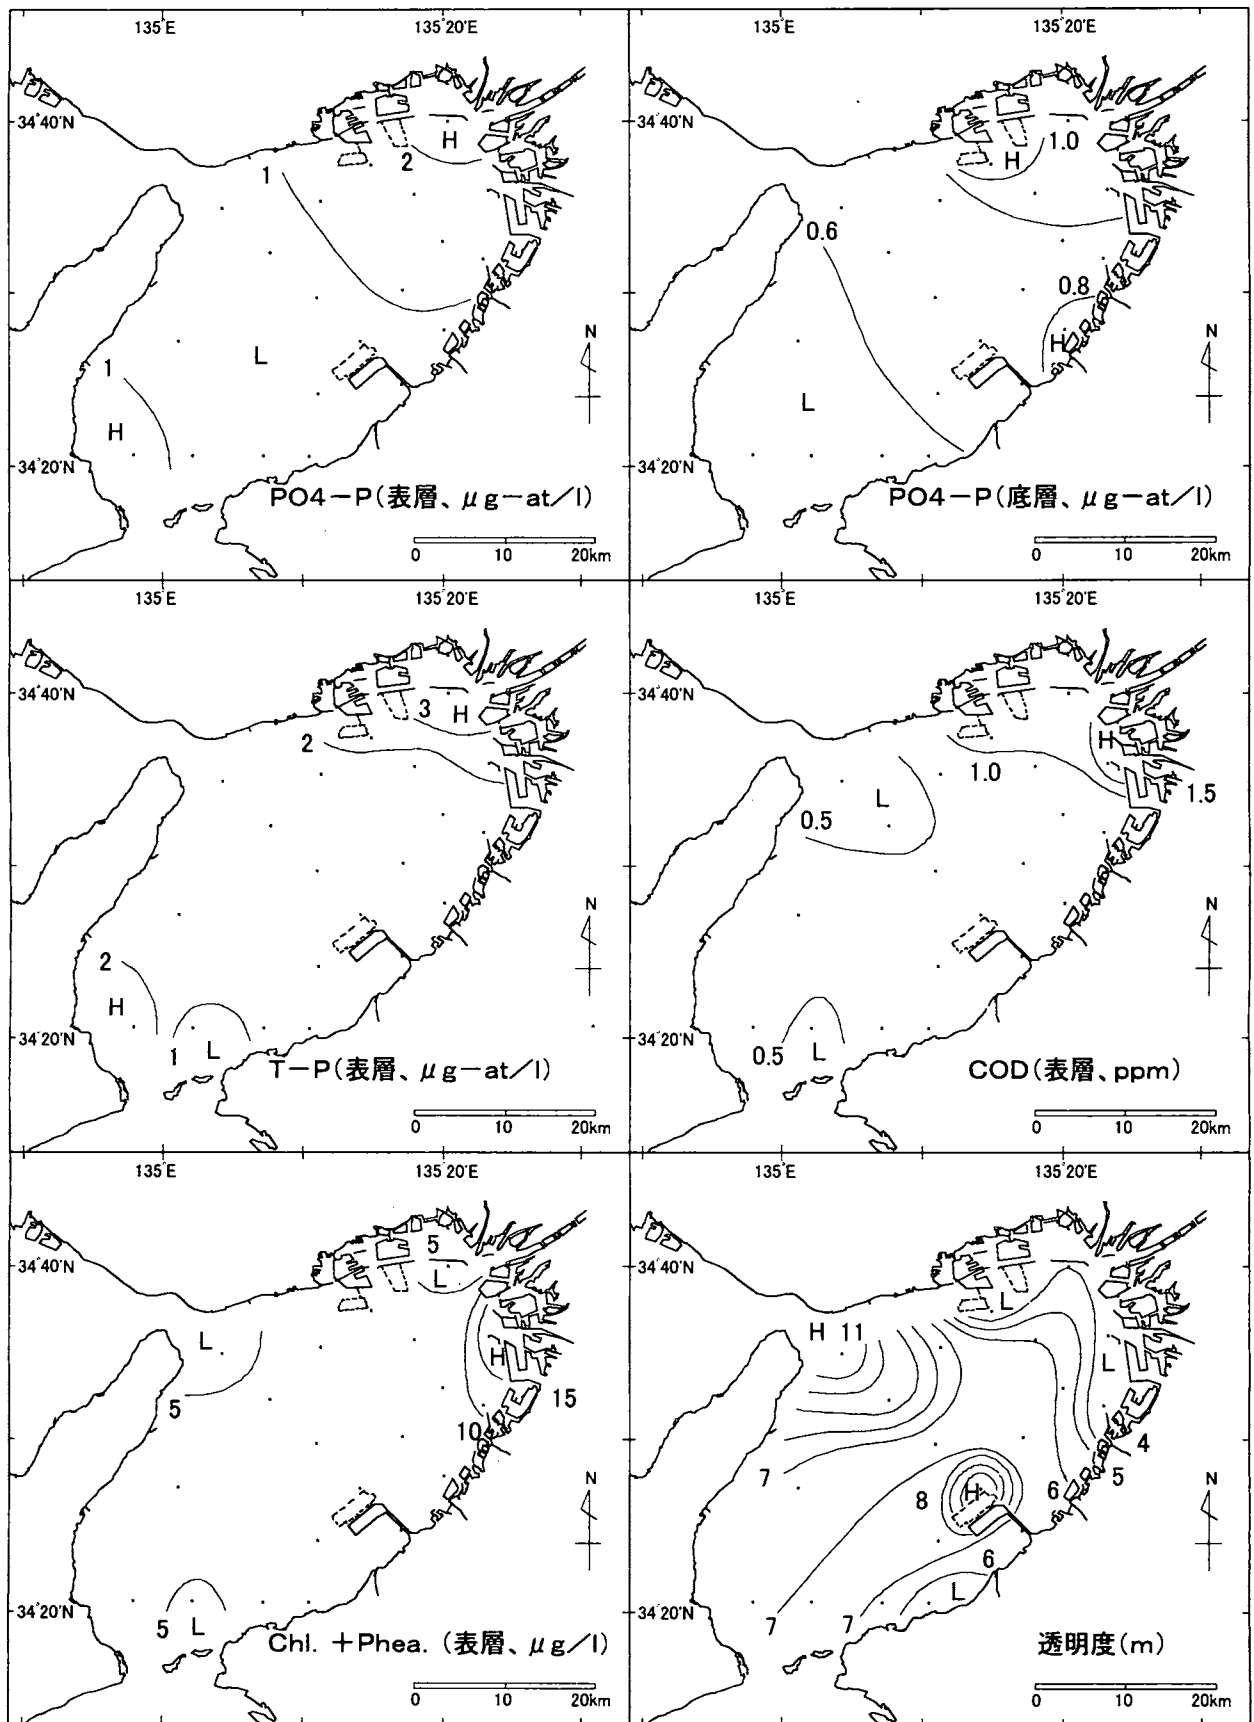 135°E 135°20'E 135°E 135°20'E
34°40'N 34°40'N
H
2
1
H 1.0
0.6
0.8
H
L
N
1
H
L
N
34°20'N 34°20'N
PO4-P(表層、μg-at/l)
PO4-P(底層、μg-at/l)
0 10 20km
0 10 20km
135°E 135°20'E 135°E 135°20'E
34°40'N 34°40'N
3 H
2
H
1.0
1.5
L
0.5
N
2
H
N
34°20'N 34°20'N
1 L
0.5 L
T-P(表層、μg-at/l)
COD(表層、ppm)
0 10 20km
0 10 20km
135°E 135°20'E 135°E 135°20'E
5
34°40'N 34°40'N
L
L
L
5
H
15
10
H 11
L
4
5
6
7
8
H
N
N
6
L
34°20'N 34°20'N
5 L
7 7
Chl. +Phea. (表層、μg/l)
透明度(m)
0 10 20km
0 10 20km